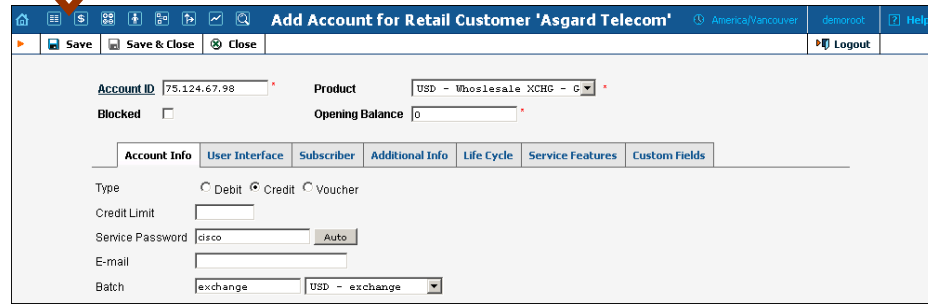 Add Account for Retail Customer 'Asgard Telecom' America/Vancouver demoroot ? Help
Save Save & Close Close Logout
Account ID 75.124.67.98 * Product USD - Whoslesale XCHG - G *
Blocked Opening Balance 0 *
Account Info User Interface Subscriber Additional Info Life Cycle Service Features Custom Fields
Type Debit Credit Voucher
Credit Limit
Service Password cisco Auto
E-mail
Batch exchange USD - exchange